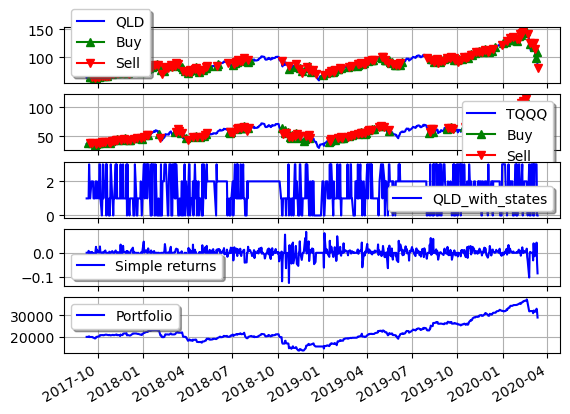 QLD
Buy
Sell
150
100
TQQQ
Buy
Sell
100
50
QLD_with_states
2
0
Simple returns
0.0
−0.1
Portfolio
30000
20000
2017-10
2018-01
2018-04
2018-07
2018-10
2019-01
2019-04
2019-07
2019-10
2020-01
2020-04